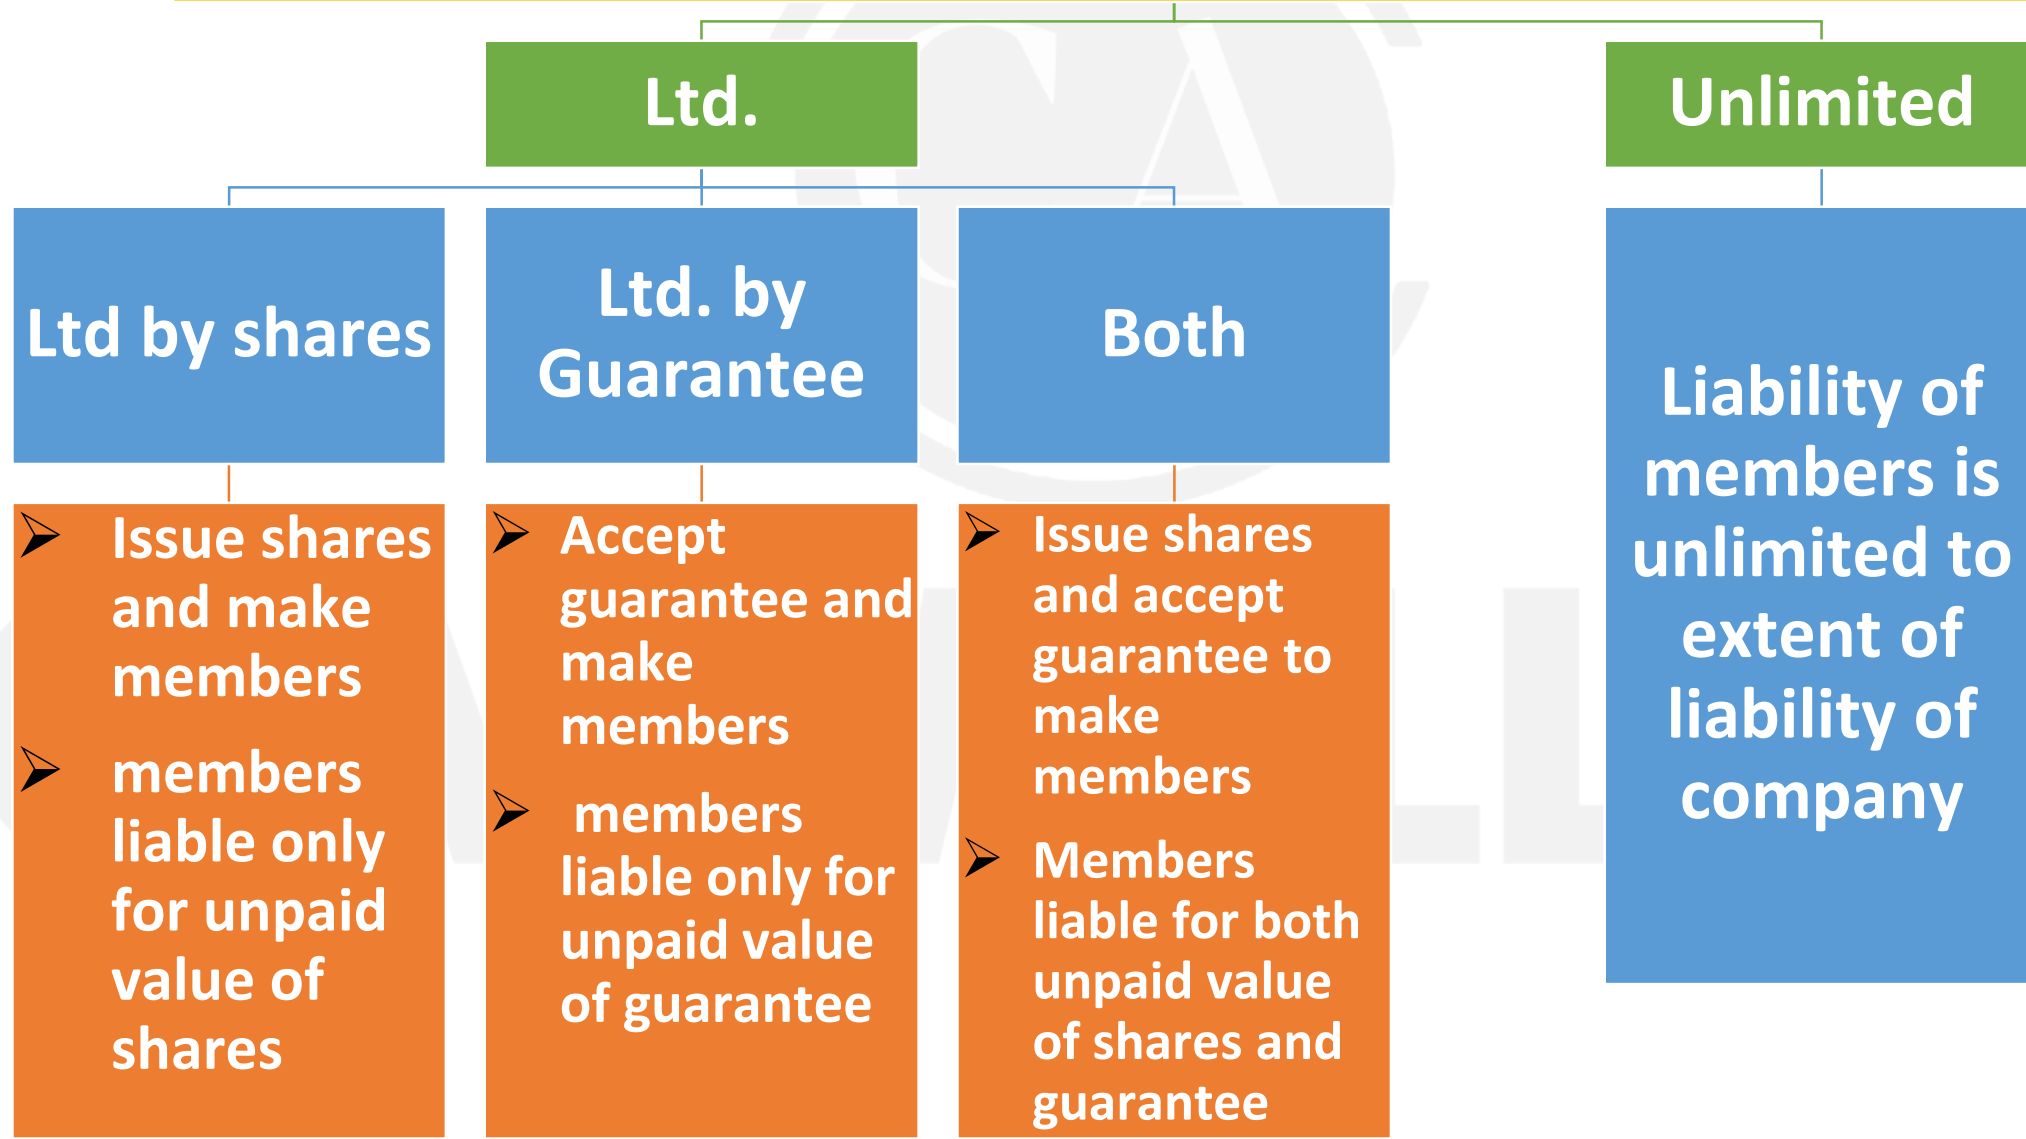 Ltd.
Unlimited
Ltd by shares
Ltd. by
Guarantee
Both
Liability of
members is
unlimited to
extent of
liability of
company
Issue shares
and make
members
members
liable only
for unpaid
value of
shares
Accept
guarantee and
make
members
members
liable only for
unpaid value
of guarantee
Issue shares
and accept
guarantee to
make
members
Members
liable for both
unpaid value
of shares and
guarantee